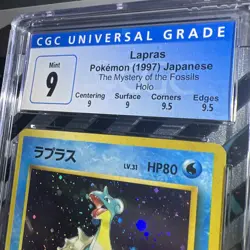 CGC UNIVERSAL GRADE
Mint
9
Lapras
Pokémon (1997) Japanese
The Mystery of the Fossils
Holo
Centering Surface Corners Edges
9 9 9.5 9.5
ラプラス LV.31 HP80